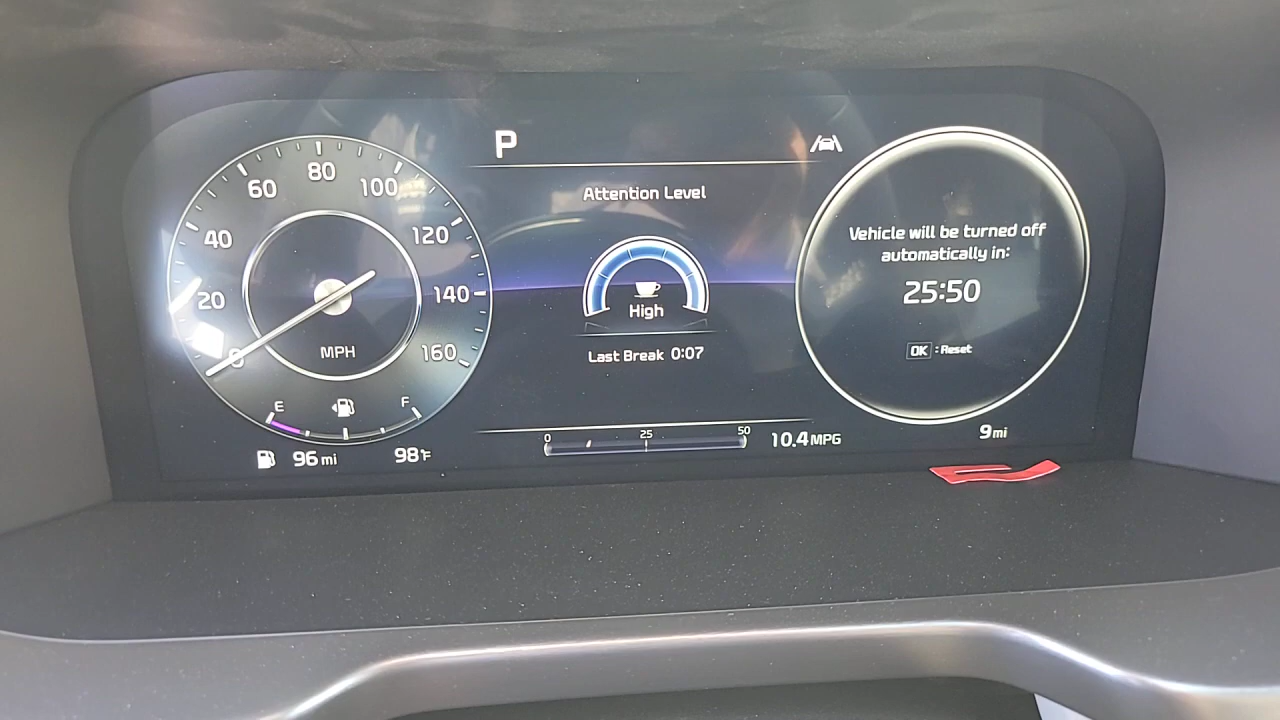 P
Attention Level
High
Last Break 0:07
0 25 50
10.4 MPG
0 20 40 60 80 100 120 140 160
MPH
E F
96 mi
98°F
Vehicle will be turned off
automatically in:
25:50
OK : Reset
9 mi